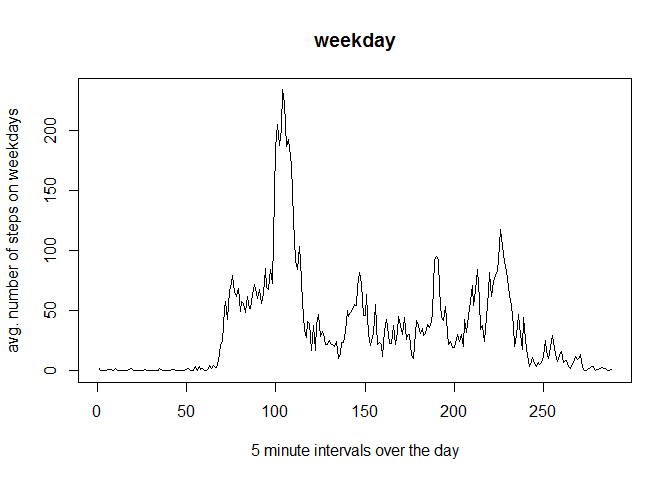 weekday
avg. number of steps on weekdays
200
150
100
50
0
0 50 100 150 200 250
5 minute intervals over the day